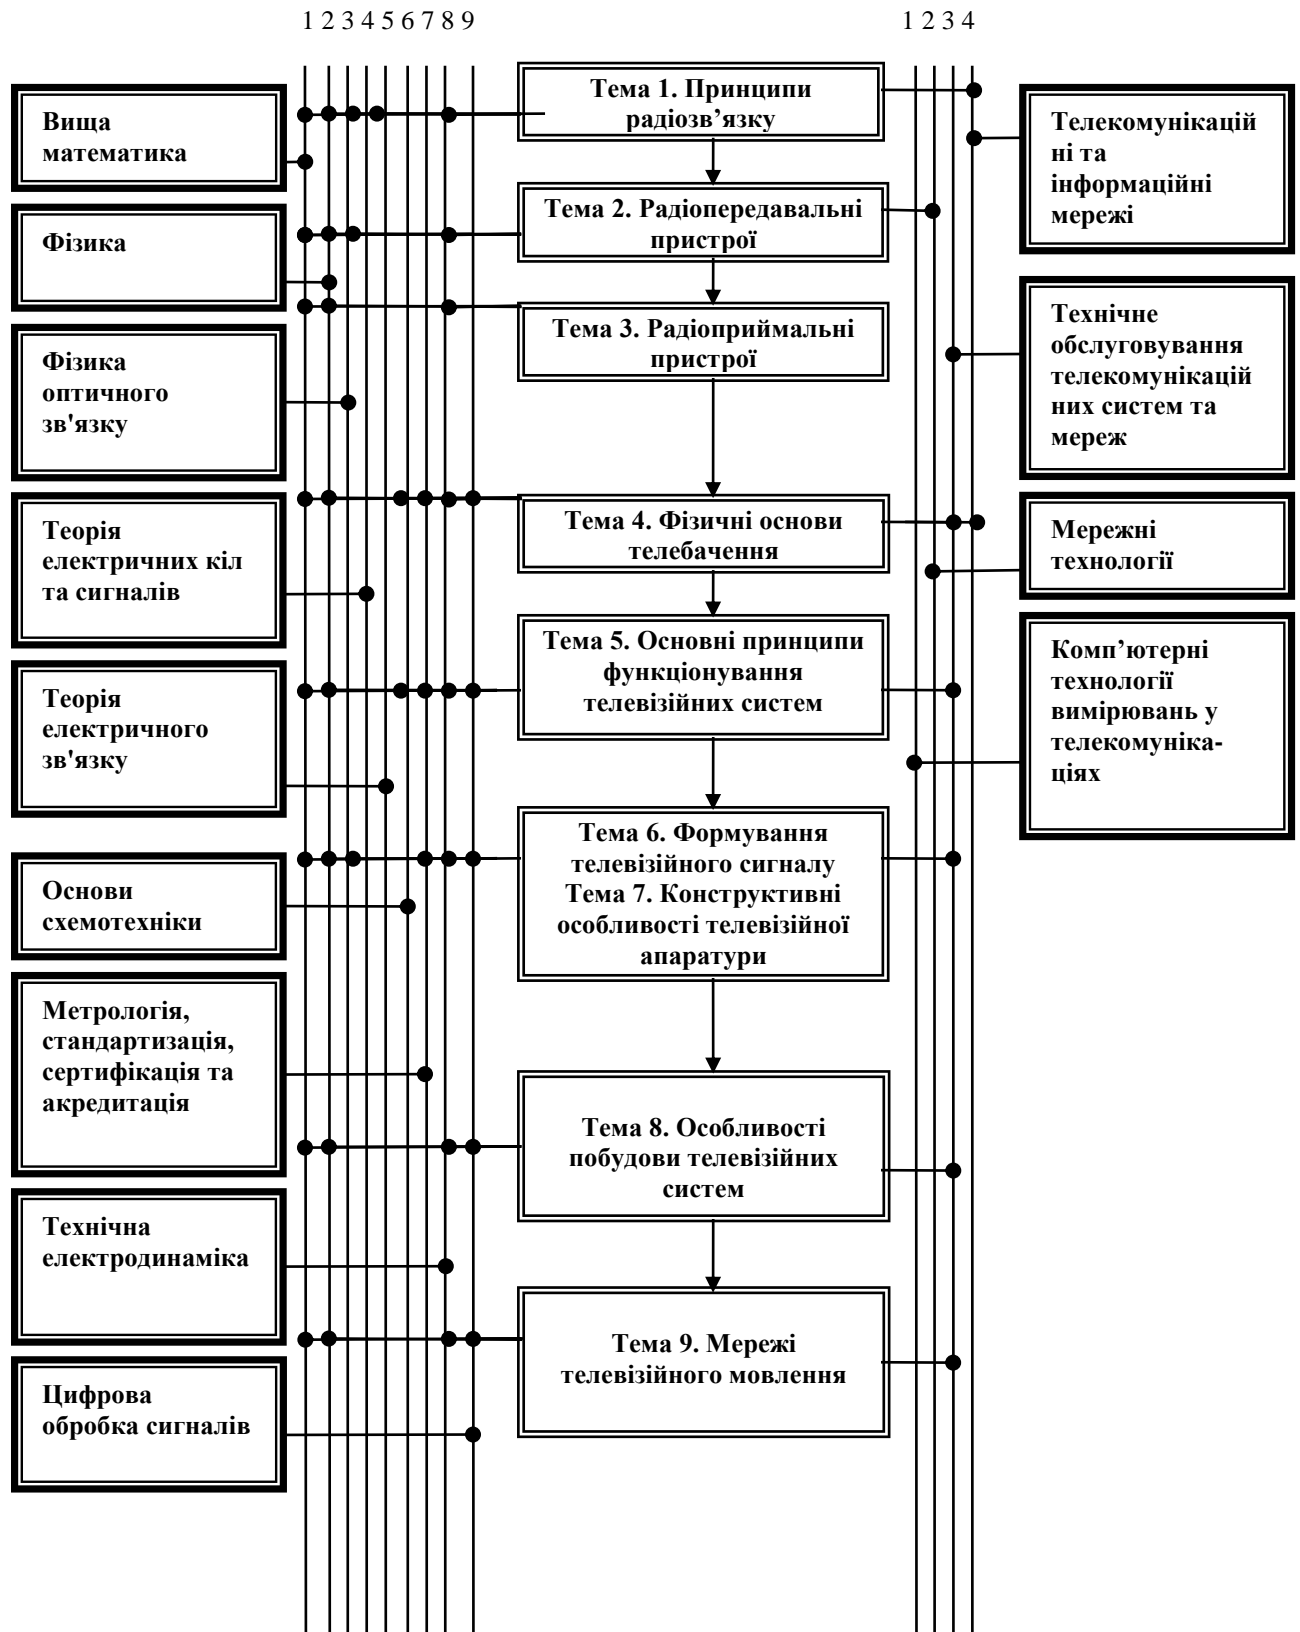 1 2 3 4 5 6 7 8 9
1 2 3 4
Вища
математика
Фізика
Фізика
оптичного
зв'язку
Теорія
електричних кіл
та сигналів
Теорія
електричного
зв'язку
Основи
схемотехніки
Метрологія,
стандартизація,
сертифікація та
акредитація
Технічна
електродинаміка
Цифрова
обробка сигналів
Тема 1. Принципи
радіозв’язку
Тема 2. Радіопередавальні
пристрої
Тема 3. Радіоприймальні
пристрої
Тема 4. Фізичні основи
телебачення
Тема 5. Основні принципи
функціонування
телевізійних систем
Тема 6. Формування
телевізійного сигналу
Тема 7. Конструктивні
особливості телевізійної
апаратури
Тема 8. Особливості
побудови телевізійних
систем
Тема 9. Мережі
телевізійного мовлення
Телекомунікацій
ні та
інформаційні
мережі
Технічне
обслуговування
телекомунікацій
них систем та
мереж
Мережні
технології
Комп’ютерні
технології
вимірювань у
телекомуніка-
ціях